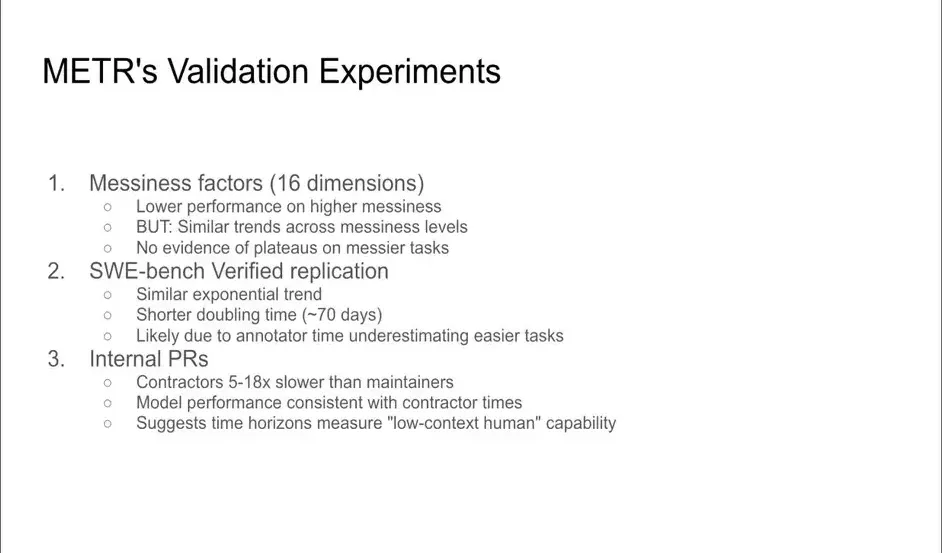 METR's Validation Experiments
1. Messiness factors (16 dimensions)
○ Lower performance on higher messiness
○ BUT: Similar trends across messiness levels
○ No evidence of plateaus on messier tasks
2. SWE-bench Verified replication
○ Similar exponential trend
○ Shorter doubling time (~70 days)
○ Likely due to annotator time underestimating easier tasks
3. Internal PRs
○ Contractors 5-18x slower than maintainers
○ Model performance consistent with contractor times
○ Suggests time horizons measure "low-context human" capability